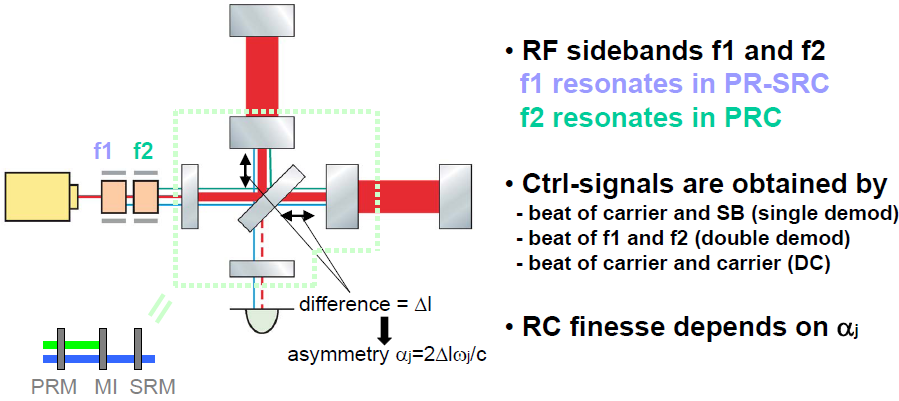 f1 f2
difference = Δl
asymmetry αj=2Δlωj/c
PRM MI SRM
• RF sidebands f1 and f2
f1 resonates in PR-SRC
f2 resonates in PRC
• Ctrl-signals are obtained by
- beat of carrier and SB (single demod)
- beat of f1 and f2 (double demod)
- beat of carrier and carrier (DC)
• RC finesse depends on αj